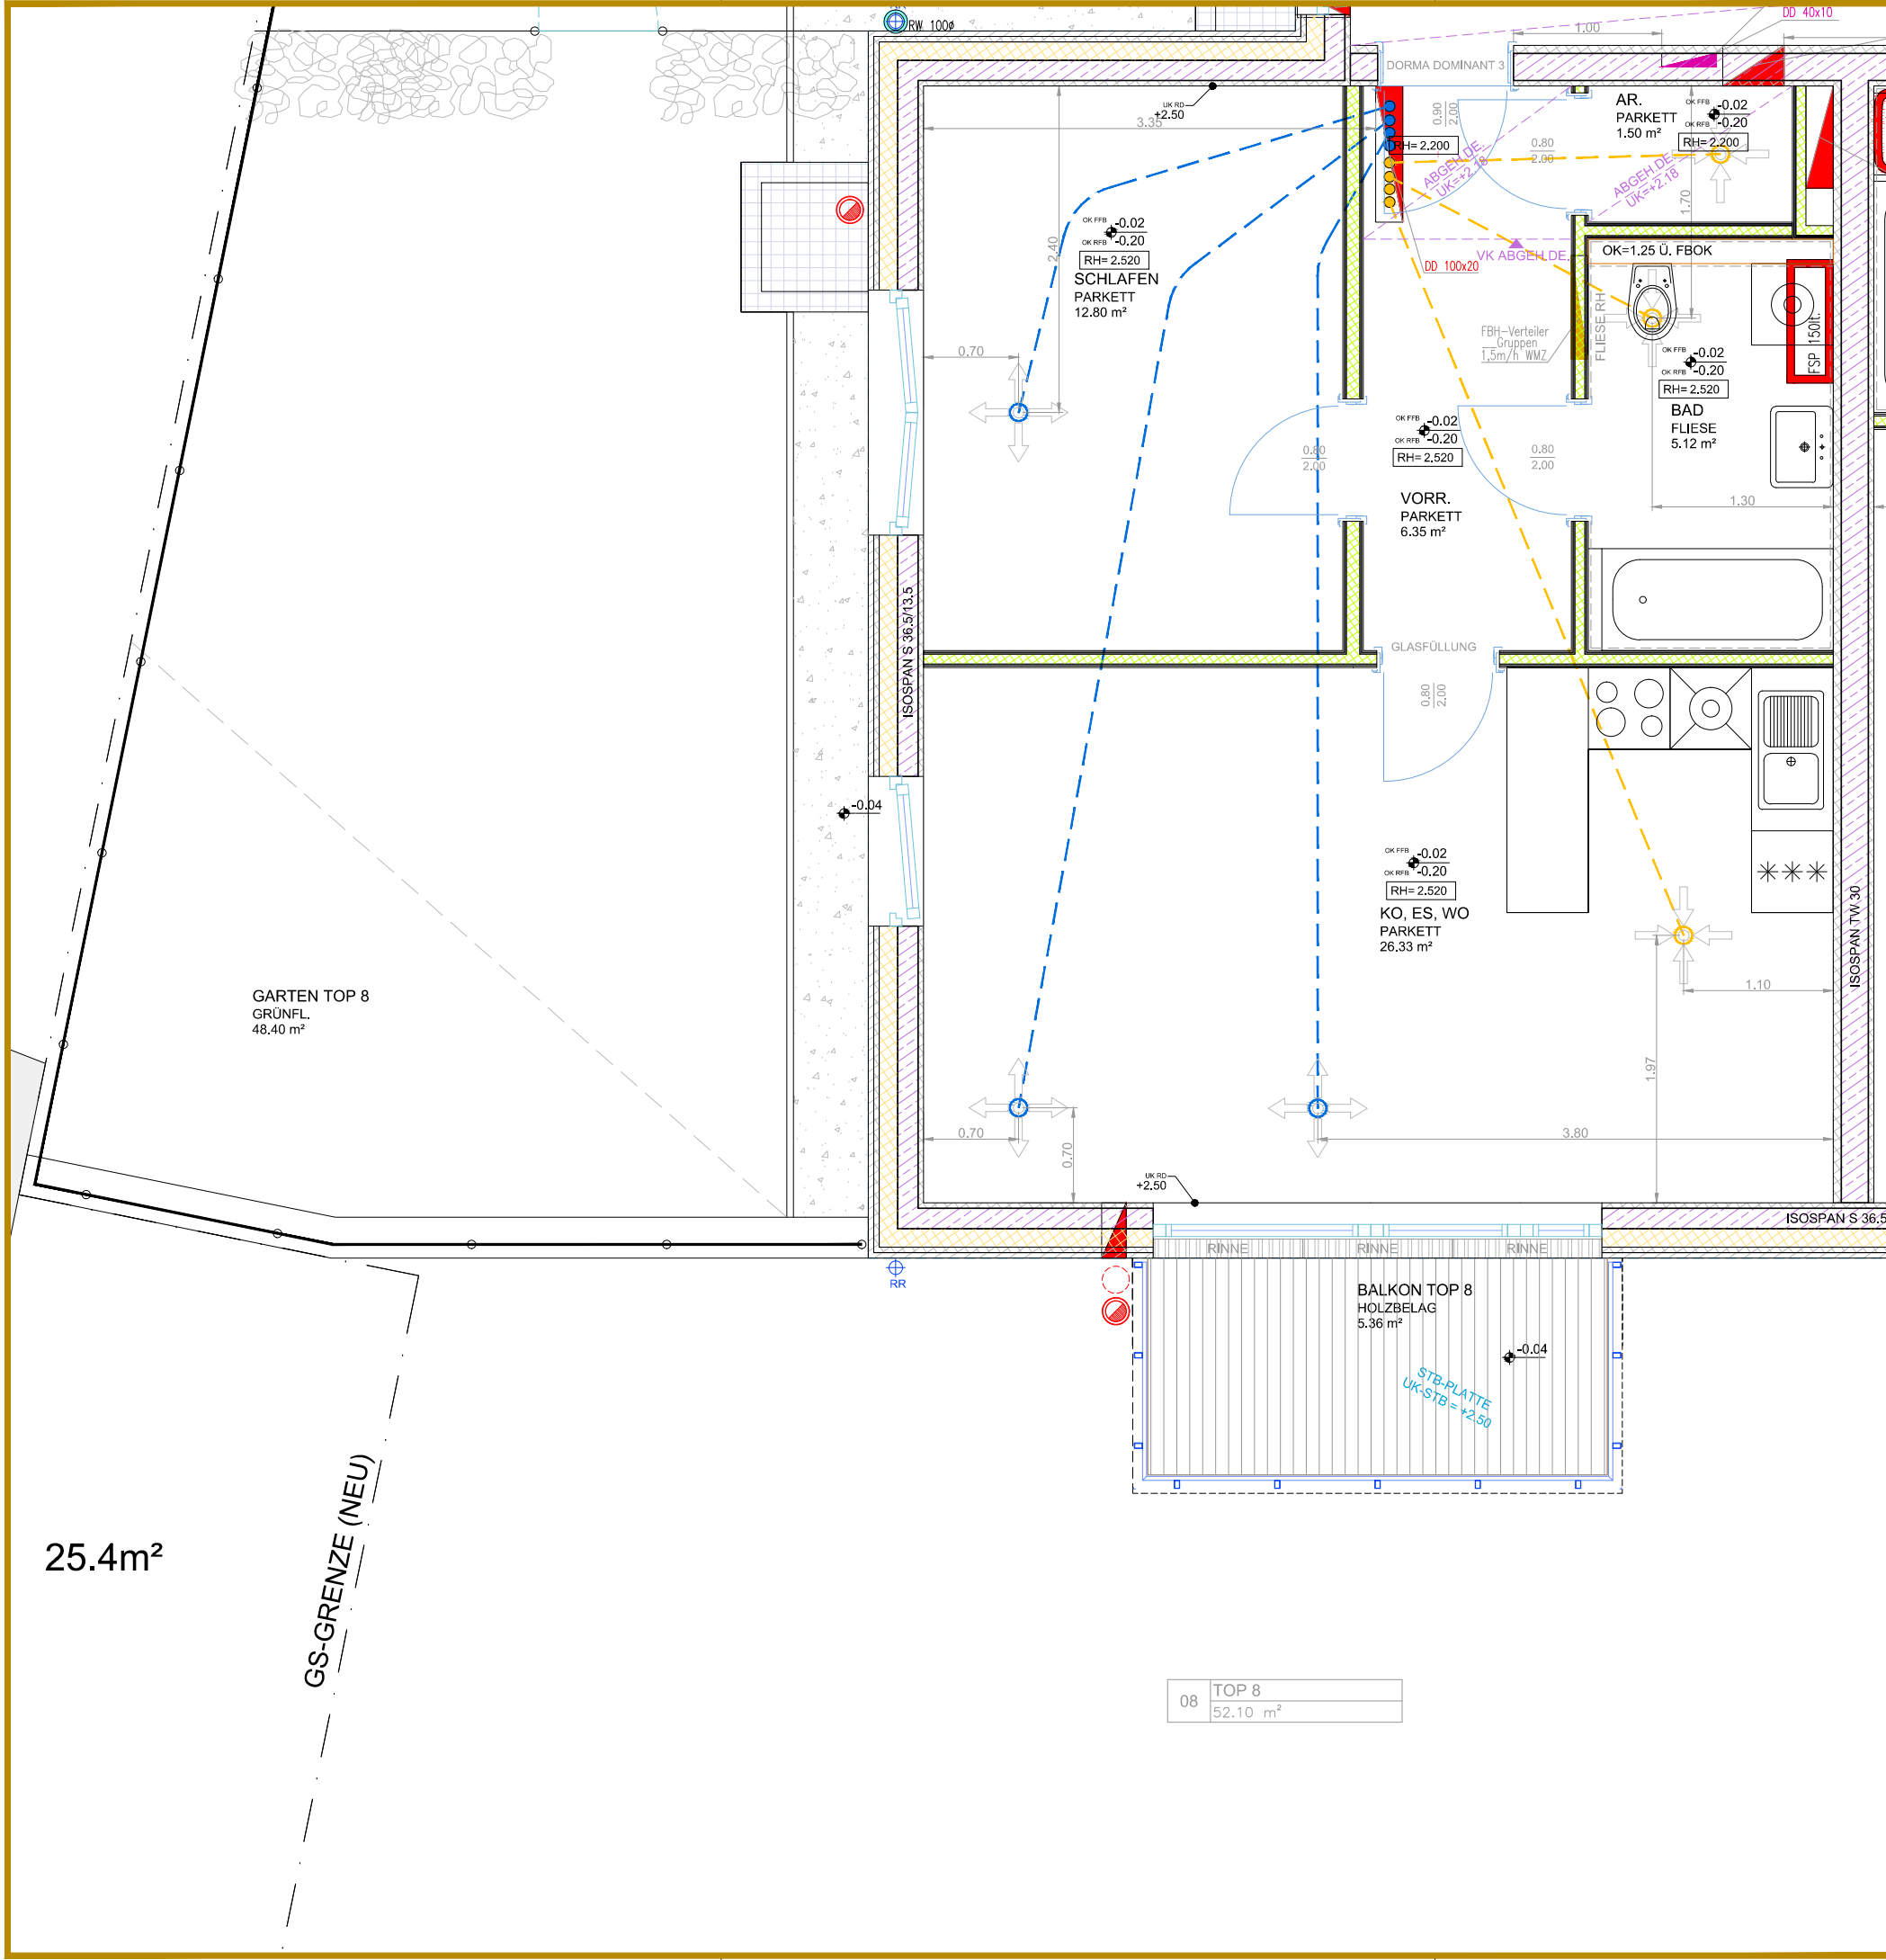 RW 100ø
DD 40x10
1.00
DORMA DOMINANT 3
UK RD
+2.50
3.35
0.90
2.00
AR.
PARKETT
1.50 m²
OK FFB -0.02
OK RFB -0.20
RH= 2.200
RH= 2.200
0.80
2.00
ABGEH.DE.
UK=+2.18
ABGEH.DE.
UK=+2.18
1.70
2.40
OK FFB -0.02
OK RFB -0.20
RH= 2.520
SCHLAFEN
PARKETT
12.80 m²
DD 100x20
VK ABGEH.DE.
OK=1.25 Ü. FBOK
FBH-Verteiler
__Gruppen
1,5m/h WMZ
FLIESE RH
FSP 150lt.
OK FFB -0.02
OK RFB -0.20
RH= 2.520
BAD
FLIESE
5.12 m²
0.70
OK FFB -0.02
OK RFB -0.20
RH= 2.520
0.80
2.00
0.80
2.00
VORR.
PARKETT
6.35 m²
1.30
ISOSPAN S 36.5/13.5
GLASFÜLLUNG
0.80
2.00
-0.04
OK FFB -0.02
OK RFB -0.20
RH= 2.520
KO, ES, WO
PARKETT
26.33 m²
ISOSPAN TW 30
1.10
GARTEN TOP 8
GRÜNFL.
48.40 m²
1.97
0.70
3.80
0.70
UK RD
+2.50
ISOSPAN S 36.5
RINNE
RINNE
RINNE
RR
BALKON TOP 8
HOLZBELAG
5.36 m²
-0.04
STB-PLATTE
UK-STB = +2.50
GS-GRENZE (NEU)
25.4m²
08
TOP 8
52.10 m²